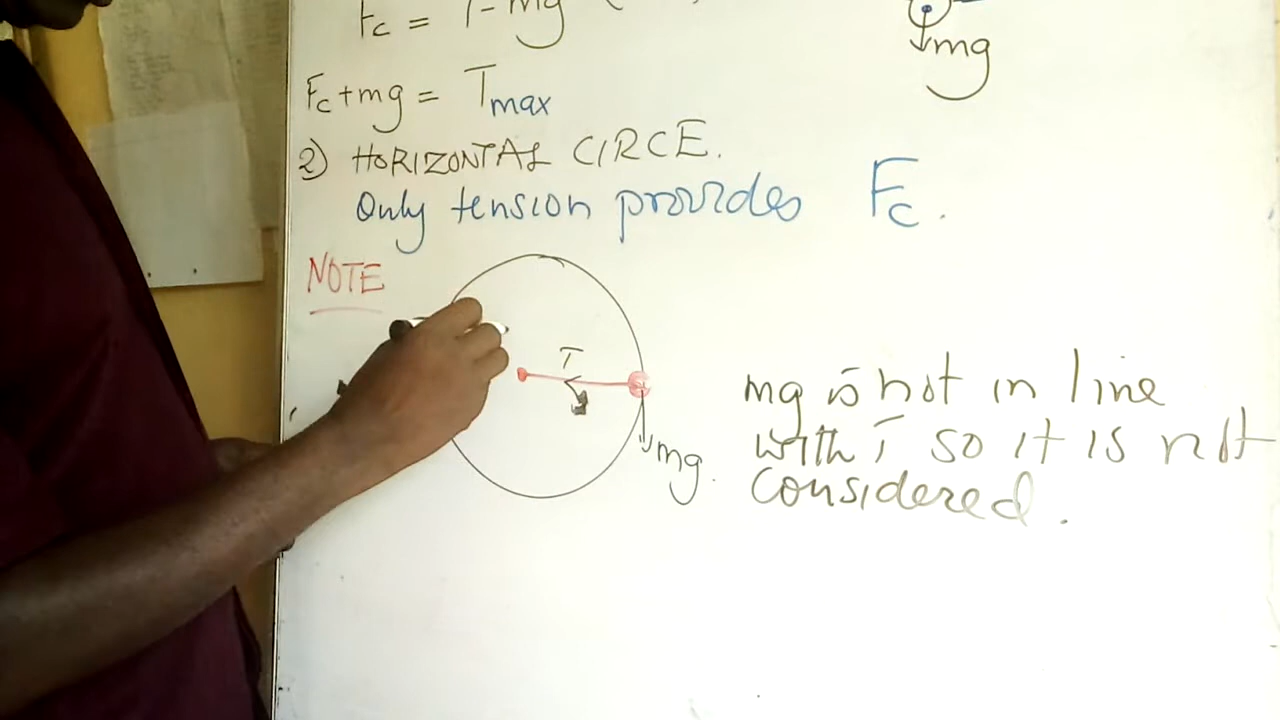 Fc = T - mg
mg
Fc + mg = Tmax
2) HORIZONTAL CIRCE.
Only tension provides Fc.
NOTE
T
mg.
mg is not in line
with T so it is not
considered.